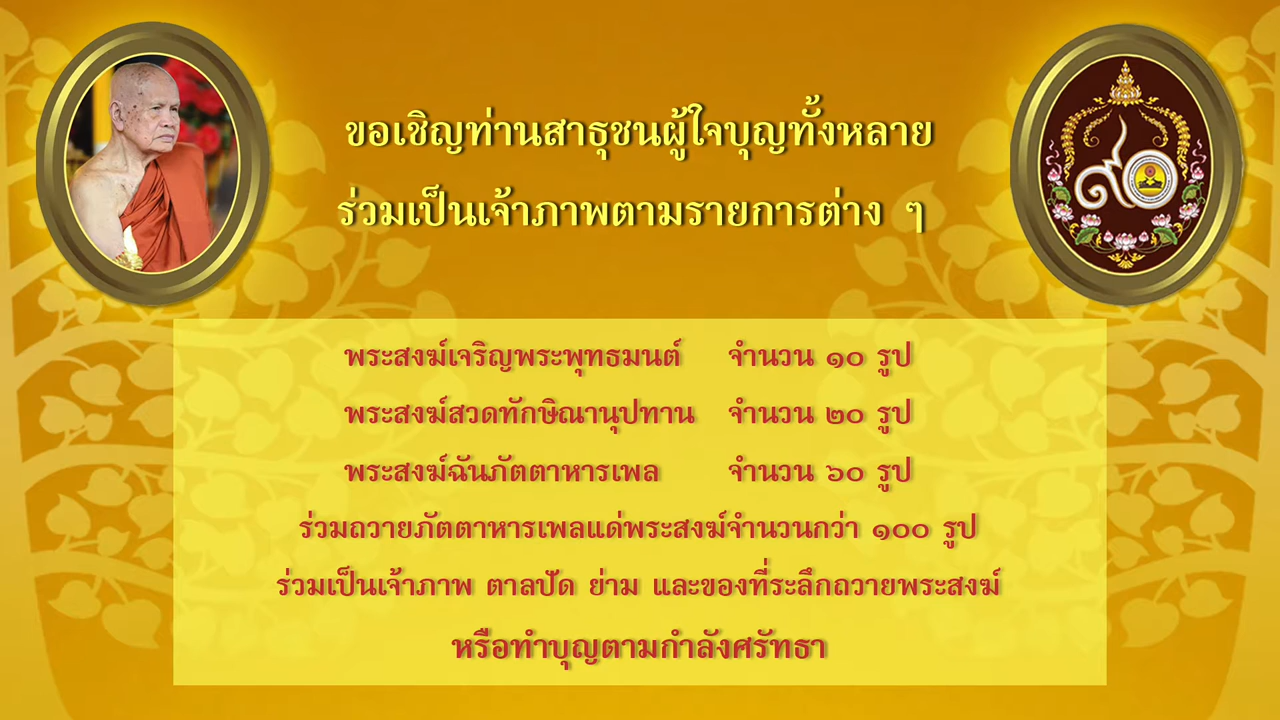 ขอเชิญท่านสาธุชนผู้ใจบุญทั้งหลาย
ร่วมเป็นเจ้าภาพตามรายการต่าง ๆ
๙๐
พระสงฆ์เจริญพระพุทธมนต์ จำนวน ๑๐ รูป
พระสงฆ์สวดทักษิณานุปทาน จำนวน ๒๐ รูป
พระสงฆ์ฉันภัตตาหารเพล จำนวน ๖๐ รูป
ร่วมถวายภัตตาหารเพลแด่พระสงฆ์จำนวนกว่า ๑๐๐ รูป
ร่วมเป็นเจ้าภาพ ตาลปัด ย่าม และของที่ระลึกถวายพระสงฆ์
หรือทำบุญตามกำลังศรัทธา